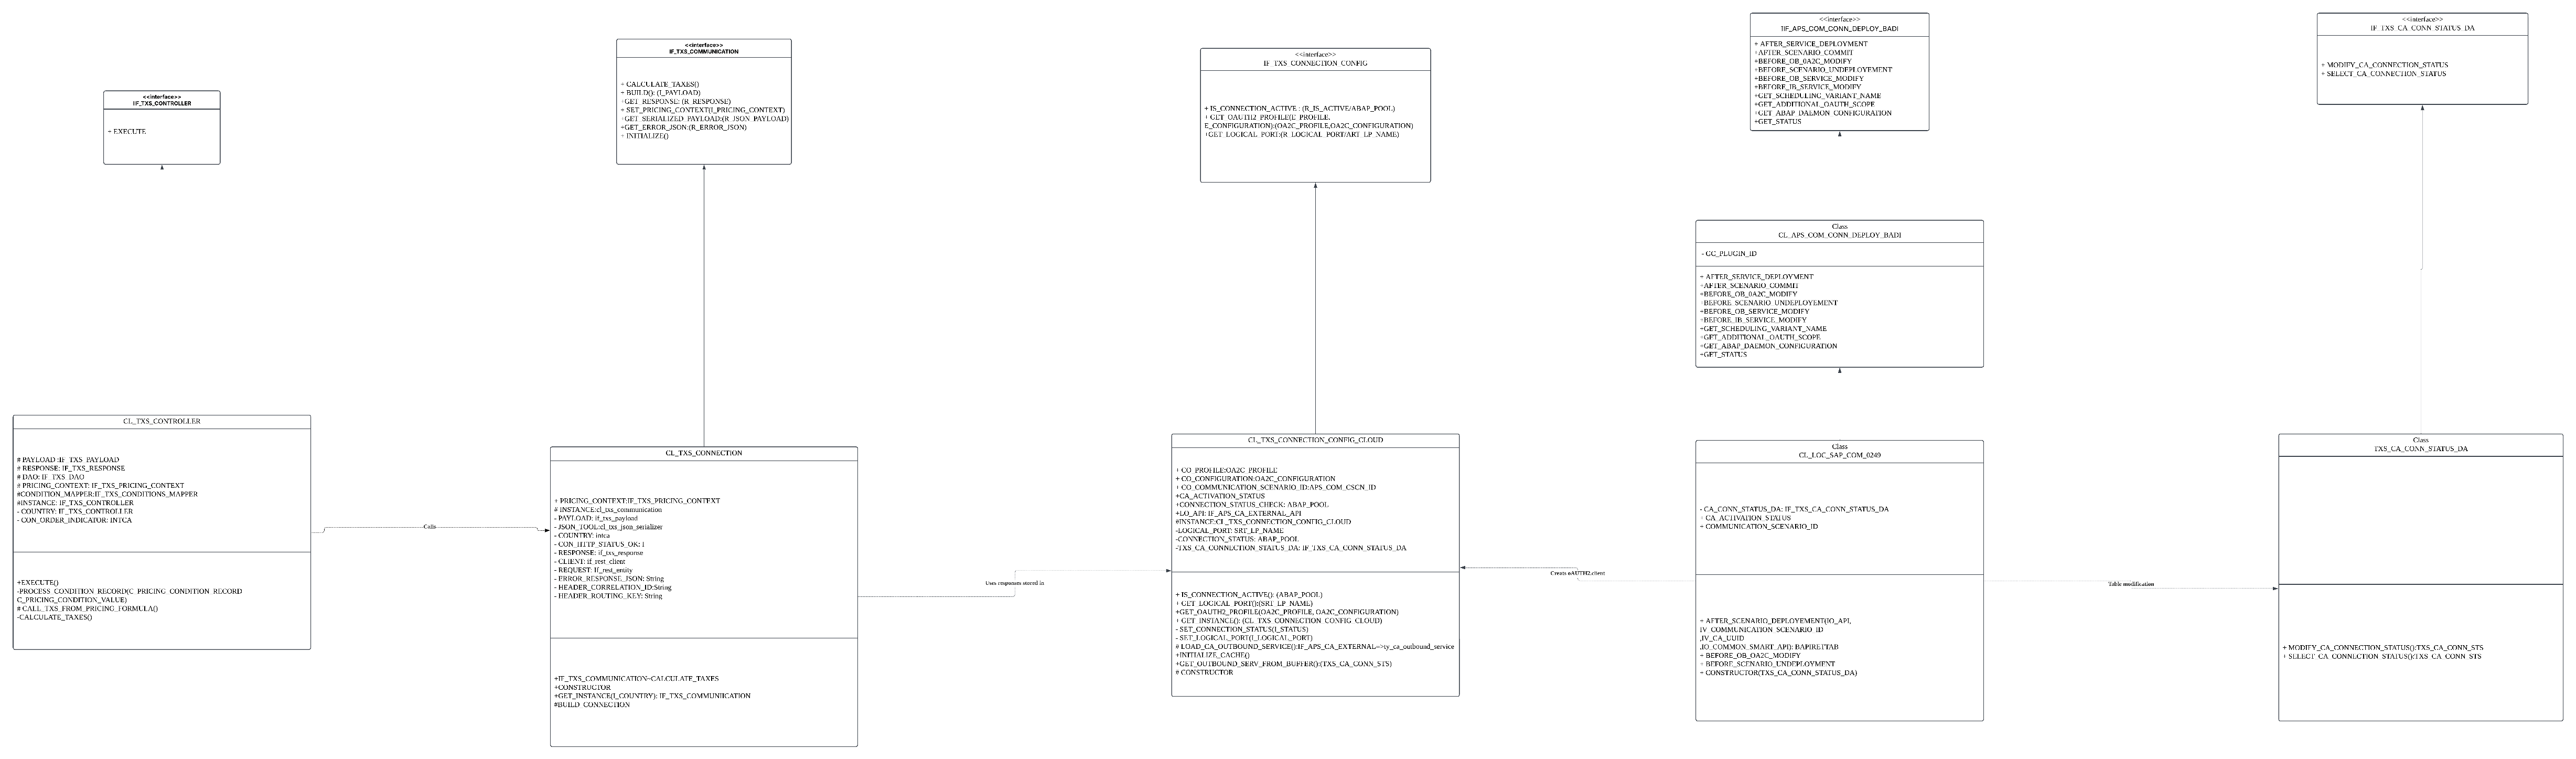 <<interface>>
IF_TXS_CONTROLLER
+ EXECUTE
<<interface>>
IF_TXS_COMMUNICATION
+ CALCULATE_TAXES()
+ BUILD(): (I_PAYLOAD)
+GET_RESPONSE: (R_RESPONSE)
+ SET_PRICING_CONTEXT(I_PRICING_CONTEXT)
+GET_SERIALIZED_PAYLOAD:(R_JSON_PAYLOAD)
+GET_ERROR_JSON:(R_ERROR_JSON)
+ INITIALIZE()
<<interface>>
IF_TXS_CONNECTION_CONFIG
+ IS_CONNECTION_ACTIVE : (R_IS_ACTIVE/ABAP_POOL)
+ GET_OAUTH2_PROFILE(E_PROFILE,
E_CONFIGURATION):(OA2C_PROFILE,OA2C_CONFIGURATION)
+GET_LOGICAL_PORT:(R_LOGICAL_PORT/ART_LP_NAME)
<<interface>>
!IF_APS_COM_CONN_DEPLOY_BADI
+ AFTER_SERVICE_DEPLOYMENT
+AFTER_SCENARIO_COMMIT
+BEFORE_OB_0A2C_MODIFY
+BEFORE_SCENARIO_UNDEPLOYEMENT
+BEFORE_OB_SERVICE_MODIFY
+BEFORE_IB_SERVICE_MODIFY
+GET_SCHEDULING_VARIANT_NAME
+GET_ADDITIONAL_OAUTH_SCOPE
+GET_ABAP_DAEMON_CONFIGURATION
+GET_STATUS
<<interface>>
IF_TXS_CA_CONN_STATUS_DA
+ MODIFY_CA_CONNECTION_STATUS
+ SELECT_CA_CONNECTION_STATUS
Class
CL_APS_COM_CONN_DEPLOY_BADI
- GC_PLUGIN_ID
+ AFTER_SERVICE_DEPLOYMENT
+AFTER_SCENARIO_COMMIT
+BEFORE_OB_0A2C_MODIFY
+BEFORE_SCENARIO_UNDEPLOYEMENT
+BEFORE_OB_SERVICE_MODIFY
+BEFORE_IB_SERVICE_MODIFY
+GET_SCHEDULING_VARIANT_NAME
+GET_ADDITIONAL_OAUTH_SCOPE
+GET_ABAP_DAEMON_CONFIGURATION
+GET_STATUS
CL_TXS_CONTROLLER
# PAYLOAD :IF_TXS_PAYLOAD
# RESPONSE: IF_TXS_RESPONSE
# DAO: IF_TXS_DAO
# PRICING_CONTEXT: IF_TXS_PRICING_CONTEXT
#CONDITION_MAPPER:IF_TXS_CONDITIONS_MAPPER
#INSTANCE: IF_TXS_CONTROLLER
- COUNTRY: IF_TXS_CONTROLLER
- CON_ORDER_INDICATOR: INTCA
+EXECUTE()
-PROCESS_CONDITION_RECORD(C_PRICING_CONDITION_RECORD
C_PRICING_CONDITION_VALUE)
# CALL_TXS_FROM_PRICING_FORMULA()
-CALCULATE_TAXES()
Calls
CL_TXS_CONNECTION
+ PRICING_CONTEXT:IF_TXS_PRICING_CONTEXT
# INSTANCE:cl_txs_communication
- PAYLOAD: if_txs_payload
- JSON_TOOL:cl_txs_json_serializer
- COUNTRY: intca
- CON_HTTP_STATUS_OK: I
- RESPONSE: if_txs_response
- CLIENT: if_rest_client
- REQUEST: If_rest_entity
- ERROR_RESPONSE_JSON: String
- HEADER_CORRELATION_ID:String
- HEADER_ROUTING_KEY: String
+IF_TXS_COMMUNICATION~CALCULATE_TAXES
+CONSTRUCTOR
+GET_INSTANCE(I_COUNTRY): IF_TXS_COMMUNIICATION
#BUILD_CONNECTION
Uses responses stored in
CL_TXS_CONNECTION_CONFIG_CLOUD
+ CO_PROFILE:OA2C_PROFILE
+ CO_CONFIGURATION:OA2C_CONFIGURATION
+ CO_COMMUNICATION_SCENARIO_ID:APS_COM_CSCN_ID
+CA_ACTIVATION_STATUS
+CONNECTION_STATUS_CHECK: ABAP_POOL
+LO_API: IF_APS_CA_EXTERNAL_API
#INSTANCE:CL_TXS_CONNECTION_CONFIG_CLOUD
-LOGICAL_PORT: SRT_LP_NAME
-CONNECTION_STATUS: ABAP_POOL
-TXS_CA_CONNECTION_STATUS_DA: IF_TXS_CA_CONN_STATUS_DA
+ IS_CONNECTION_ACTIVE(): (ABAP_POOL)
+ GET_LOGICAL_PORT():(SRT_LP_NAME)
+GET_OAUTH2_PROFILE(OA2C_PROFILE, OA2C_CONFIGURATION)
+ GET_INSTANCE(): (CL_TXS_CONNECTION_CONFIG_CLOUD)
- SET_CONNECTION_STATUS(I_STATUS)
- SET_LOGICAL_PORT(I_LOGICAL_PORT)
# LOAD_CA_OUTBOUND_SERVICE():IF_APS_CA_EXTERNAL=>ty_ca_outbound_service
+INITIALIZE_CACHE()
+GET_OUTBOUND_SERV_FROM_BUFFER():(TXS_CA_CONN_STS)
# CONSTRUCTOR
Creats oAUTH2.client
Class
CL_LOC_SAP_COM_0249
- CA_CONN_STATUS_DA: IF_TXS_CA_CONN_STATUS_DA
+ CA_ACTIVATION_STATUS
+ COMMUNICATION_SCENARIO_ID
+ AFTER_SCENARIO_DEPLOYEMENT(IO_API,
IV_COMMUNICATION_SCENARIO_ID
,IV_CA_UUID
,IO_COMMON_SMART_API): BAPIRETTAB
+ BEFORE_OB_OA2C_MODIFY
+ BEFORE_SCENARIO_UNDEPLOYMENT
+ CONSTRUCTOR(TXS_CA_CONN_STATUS_DA)
Table modification
Class
TXS_CA_CONN_STATUS_DA
+ MODIFY_CA_CONNECTION_STATUS():TXS_CA_CONN_STS
+ SELECT_CA_CONNECTION_STATUS():TXS_CA_CONN_STS